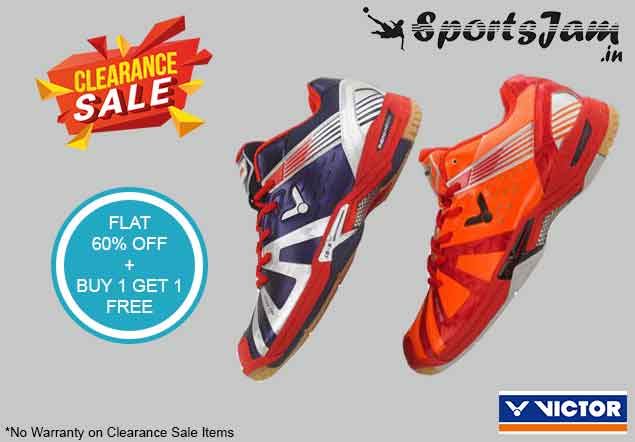 SportsJam
.in
CLEARANCE
SALE
FLAT
60% OFF
+
BUY 1 GET 1
FREE
VICTOR
*No Warranty on Clearance Sale Items